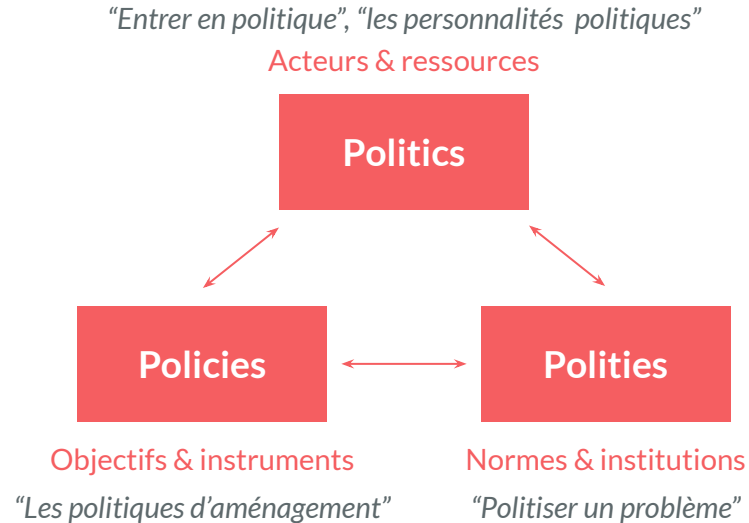 “Entrer en politique”, “les personnalités politiques”
Acteurs & ressources
Politics
Policies
Polities
Objectifs & instruments
Normes & institutions
“Les politiques d’aménagement”
“Politiser un problème”